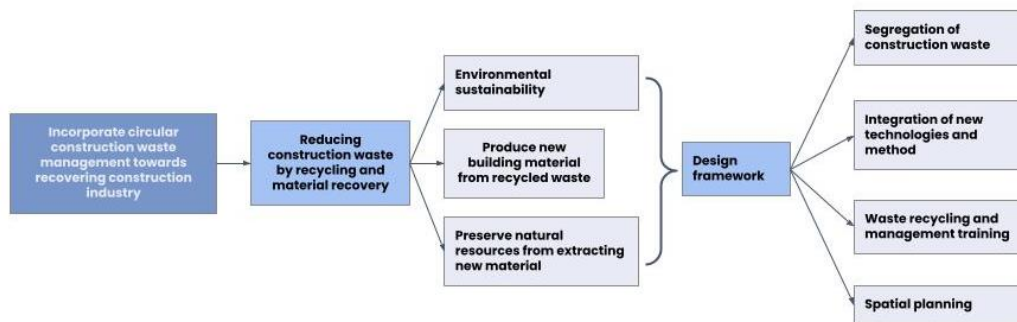 Incorporate circular
construction waste
management towards
recovering construction
industry
Reducing
construction waste
by recycling and
material recovery
Environmental
sustainability
Produce new
building material
from recycled waste
Preserve natural
resources from extracting
new material
Design
framework
Segregation of
construction waste
Integration of new
technologies and
method
Waste recycling and
management training
Spatial planning